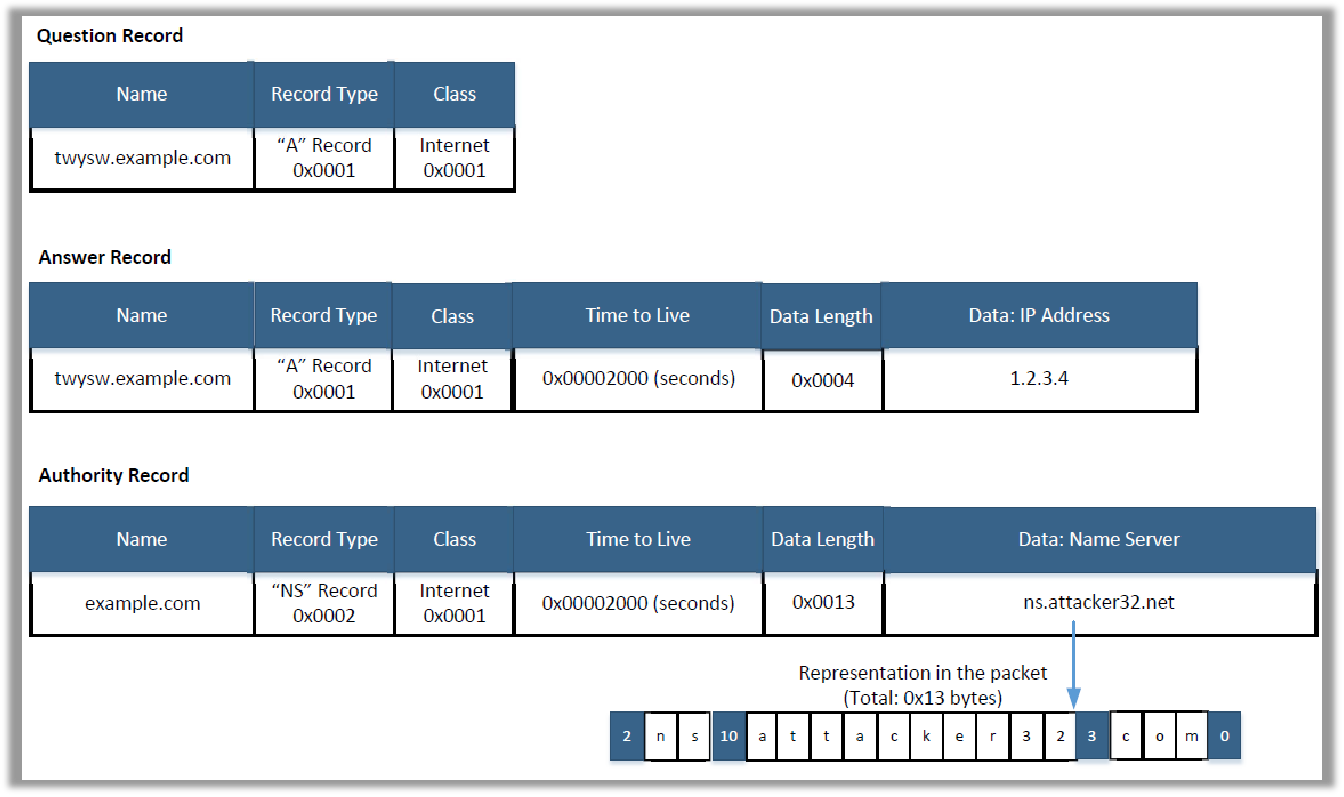 Question Record
Name Record Type Class
twysw.example.com "A" Record 0x0001 Internet 0x0001
Answer Record
Name Record Type Class Time to Live Data Length Data: IP Address
twysw.example.com "A" Record 0x0001 Internet 0x0001 0x00002000 (seconds) 0x0004 1.2.3.4
Authority Record
Name Record Type Class Time to Live Data Length Data: Name Server
example.com "NS" Record 0x0002 Internet 0x0001 0x00002000 (seconds) 0x0013 ns.attacker32.net
Representation in the packet
(Total: 0x13 bytes)
2 n s 10 a t t a c k e r 3 2 3 c o m 0